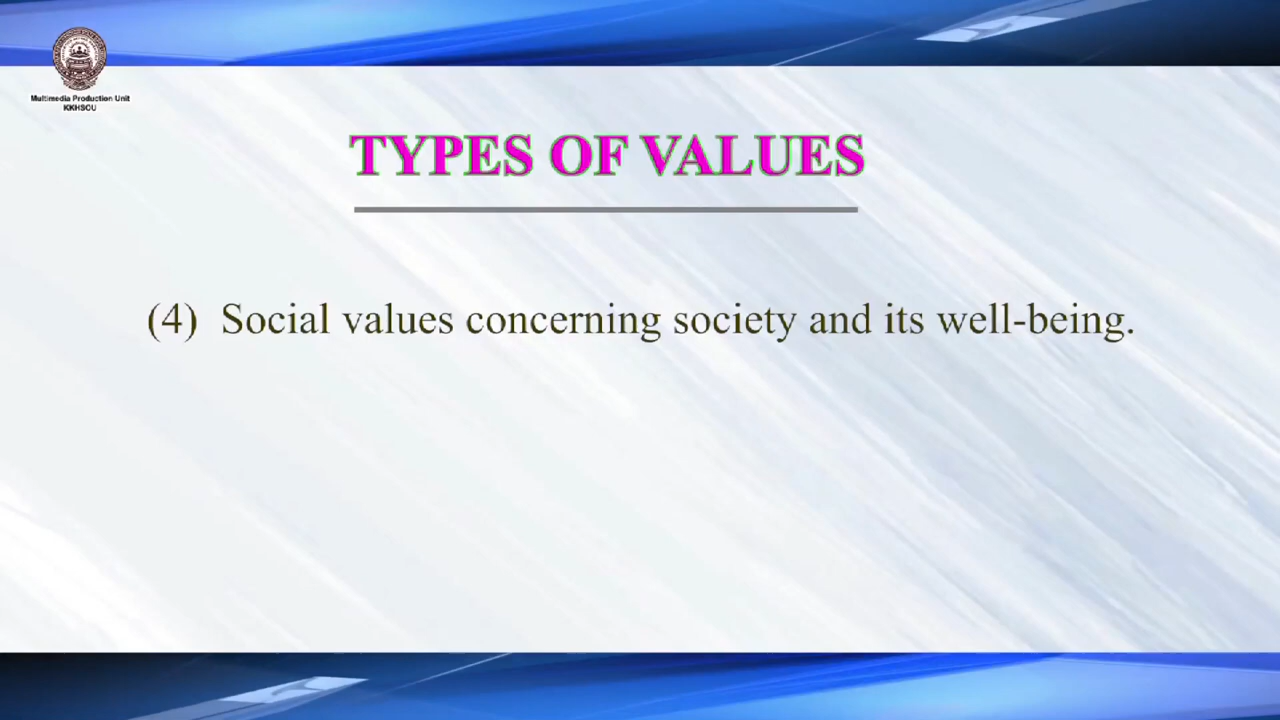 Multimedia Production Unit
KKHSOU
TYPES OF VALUES
(4) Social values concerning society and its well-being.